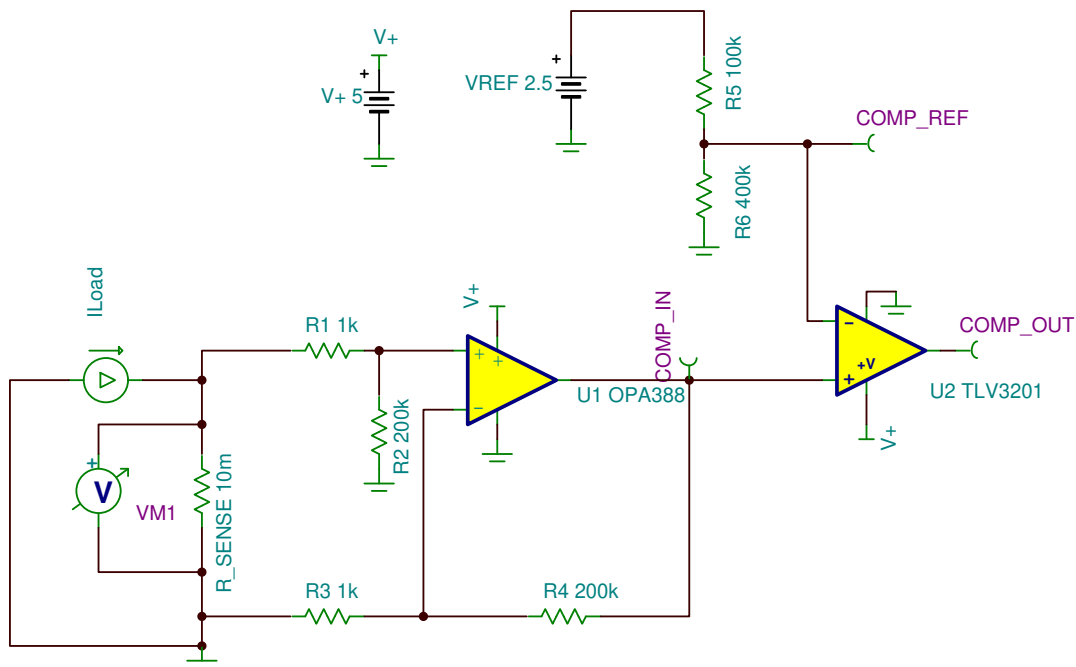 V+
V+ 5
VREF 2.5
R5 100k
COMP_REF
R6 400k
ILoad
R1 1k
V+
COMP_IN
COMP_OUT
U1 OPA388
U2 TLV3201
+V
V+
R2 200k
V
VM1
R_SENSE 10m
R3 1k
R4 200k